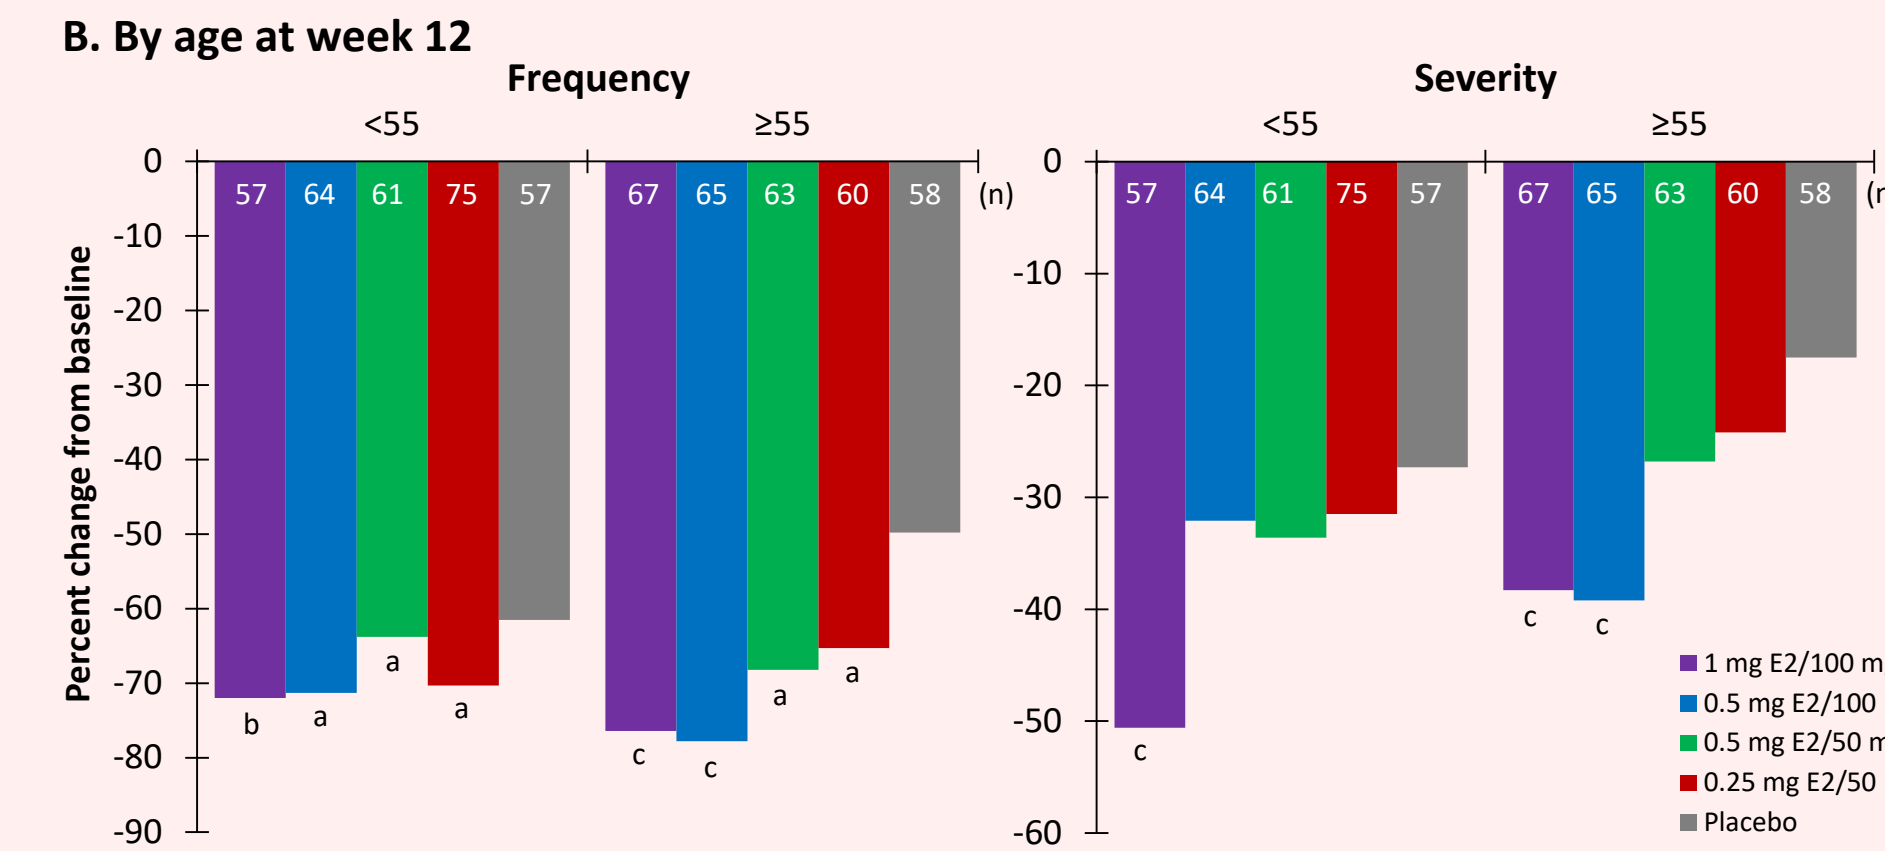 B. By age at week 12
Frequency
<55 ≥55
0
-10
-20
-30
-40
-50
-60
-70
-80
-90
Percent change from baseline
57 64 61 75 57 67 65 63 60 58 (n)
b a a a c c a a
Severity
<55 ≥55
0
-10
-20
-30
-40
-50
-60
57 64 61 75 57 67 65 63 60 58
c c c
1 mg E2/100
0.5 mg E2/100
0.5 mg E2/50
0.25 mg E2/50
Placebo